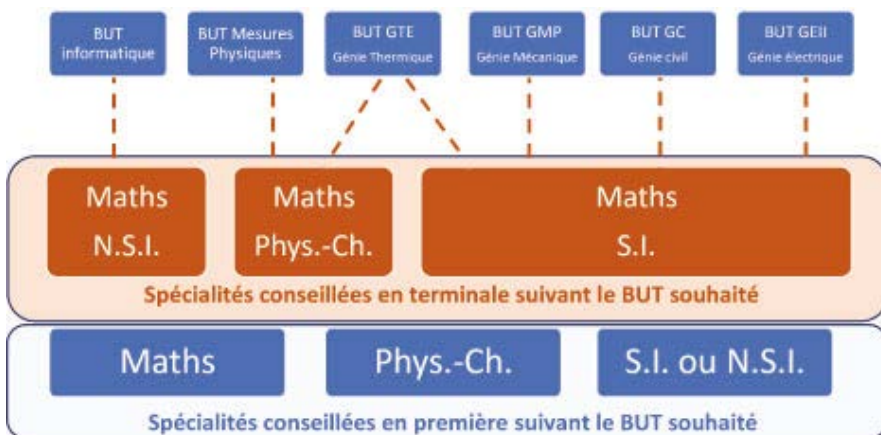 BUT
informatique
BUT Mesures
Physiques
BUT GTE
Génie Thermique
BUT GMP
Génie Mécanique
BUT GC
Génie civil
BUT GEII
Génie électrique
Maths
N.S.I.
Maths
Phys.-Ch.
Maths
S.I.
Spécialités conseillées en terminale suivant le BUT souhaité
Maths
Phys.-Ch.
S.I. ou N.S.I.
Spécialités conseillées en première suivant le BUT souhaité